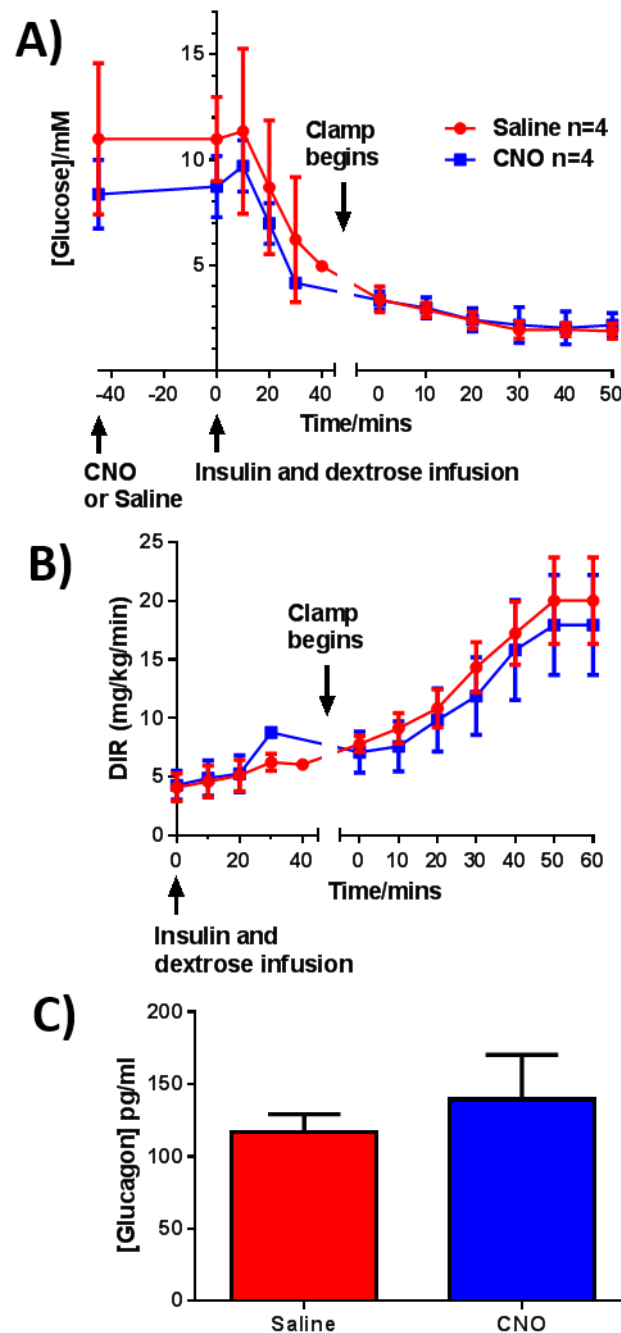 A)
[Glucose]/mM
15
10
5
Clamp
begins
Saline n=4
CNO n=4
-40 -20 0 20 40 0 10 20 30 40 50
Time/mins
CNO
or Saline
Insulin and dextrose infusion
B)
DIR (mg/kg/min)
25
20
15
10
5
0
Clamp
begins
0 20 40 0 10 20 30 40 50 60
Time/mins
Insulin and
dextrose infusion
C)
[Glucagon] pg/ml
200
150
100
50
0
Saline CNO